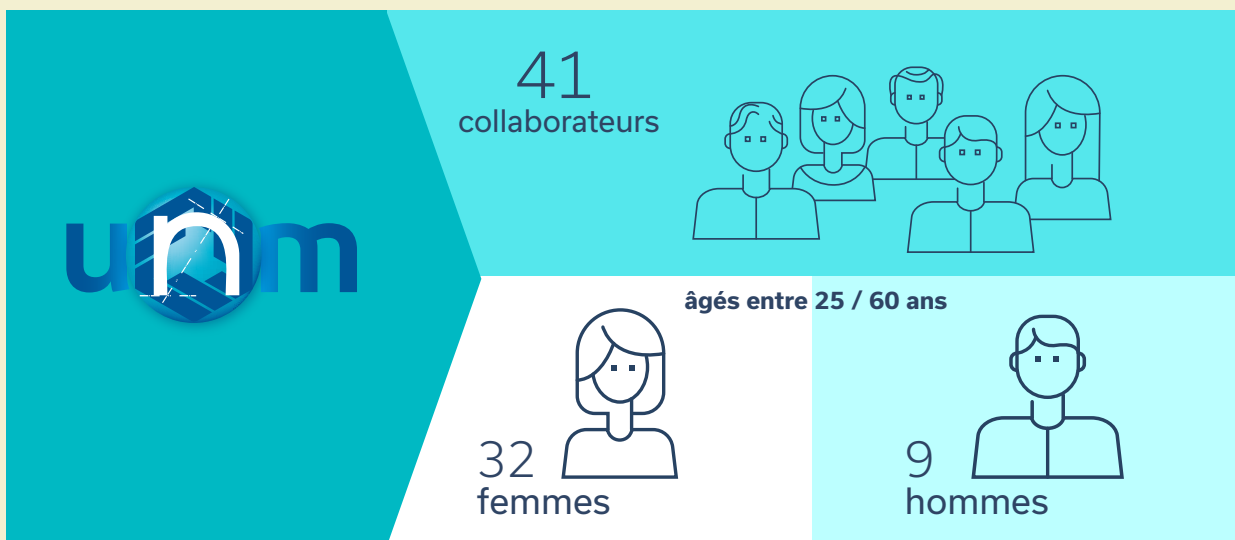 unm
41
collaborateurs
âgés entre 25 / 60 ans
32
femmes
9
hommes